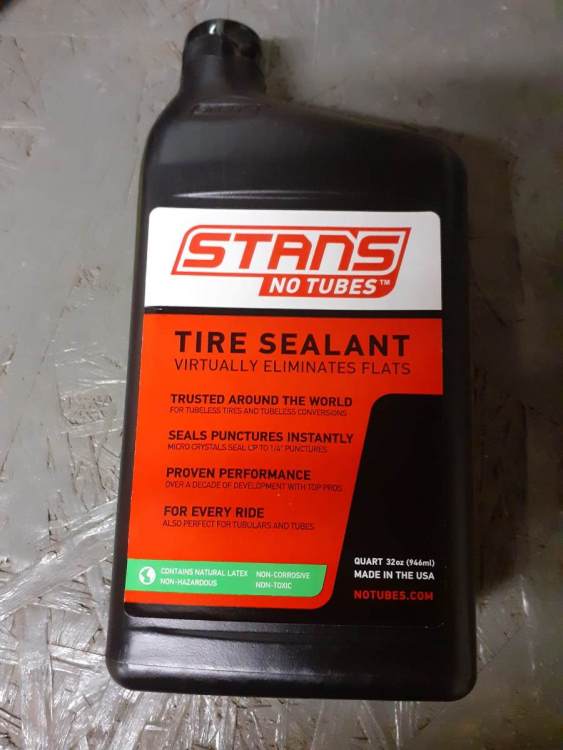 STAN'S
NO TUBES™
TIRE SEALANT
VIRTUALLY ELIMINATES FLATS
TRUSTED AROUND THE WORLD
FOR TUBELESS TIRES AND TUBELESS CONVERSIONS
SEALS PUNCTURES INSTANTLY
MICRO CRYSTALS SEAL UP TO 1/4" PUNCTURES
PROVEN PERFORMANCE
OVER A DECADE OF DEVELOPMENT WITH TOP PROS
FOR EVERY RIDE
ALSO PERFECT FOR TUBULARS AND TUBES
CONTAINS NATURAL LATEX
NON-HAZARDOUS
NON-CORROSIVE
NON-TOXIC
QUART 32oz (946ml)
MADE IN THE USA
NOTUBES.COM